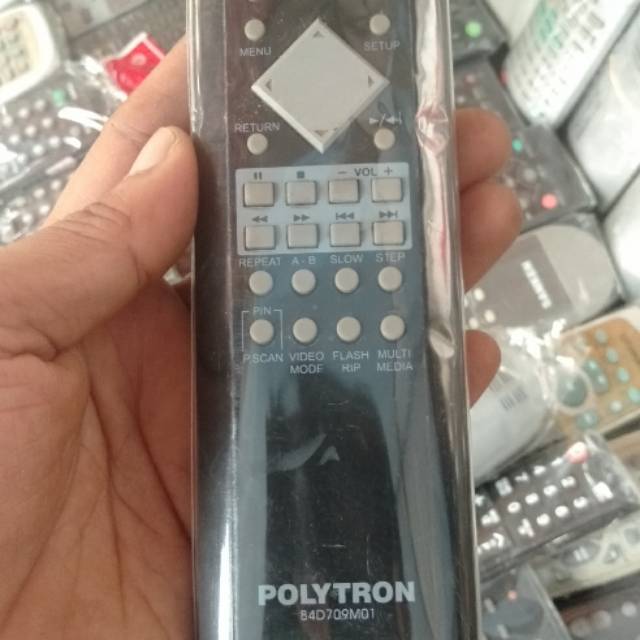 MENU SETUP
RETURN
− VOL +
REPEAT A-B SLOW STEP
PIN
P.SCAN VIDEO MODE FLASH RIP MULTI MEDIA
POLYTRON
84D709M01